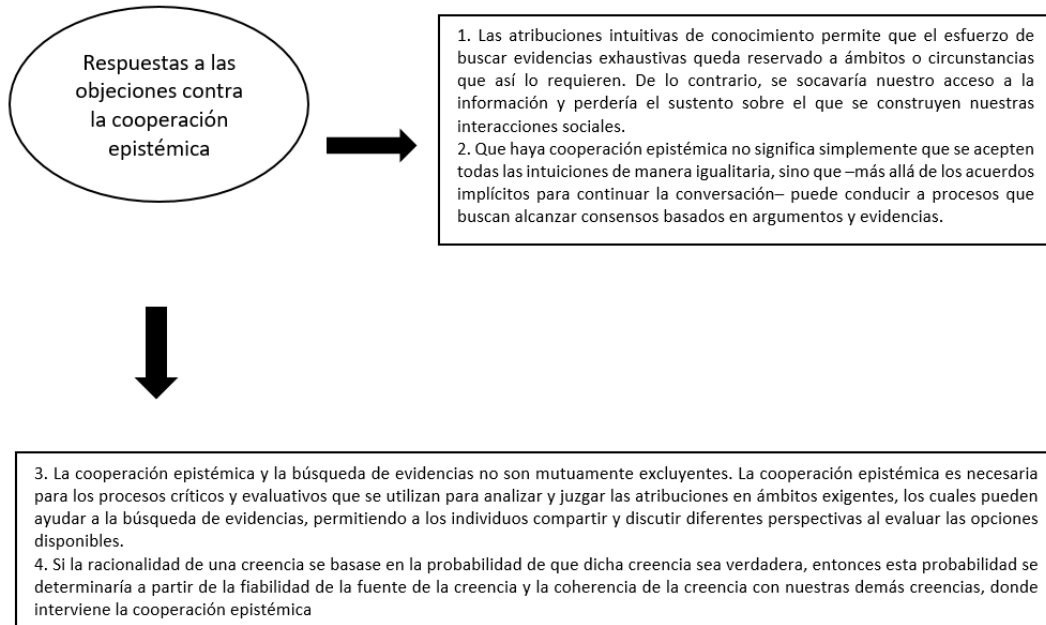 Respuestas a las
objeciones contra
la cooperación
epistémica
1. Las atribuciones intuitivas de conocimiento permite que el esfuerzo de
buscar evidencias exhaustivas queda reservado a ámbitos o circunstancias
que así lo requieren. De lo contrario, se socavaría nuestro acceso a la
información y perdería el sustento sobre el que se construyen nuestras
interacciones sociales.
2. Que haya cooperación epistémica no significa simplemente que se acepten
todas las intuiciones de manera igualitaria, sino que –más allá de los acuerdos
implícitos para continuar la conversación– puede conducir a procesos que
buscan alcanzar consensos basados en argumentos y evidencias.
3. La cooperación epistémica y la búsqueda de evidencias no son mutuamente excluyentes. La cooperación epistémica es necesaria
para los procesos críticos y evaluativos que se utilizan para analizar y juzgar las atribuciones en ámbitos exigentes, los cuales pueden
ayudar a la búsqueda de evidencias, permitiendo a los individuos compartir y discutir diferentes perspectivas al evaluar las opciones
disponibles.
4. Si la racionalidad de una creencia se basase en la probabilidad de que dicha creencia sea verdadera, entonces esta probabilidad se
determinaría a partir de la fiabilidad de la fuente de la creencia y la coherencia de la creencia con nuestras demás creencias, donde
interviene la cooperación epistémica